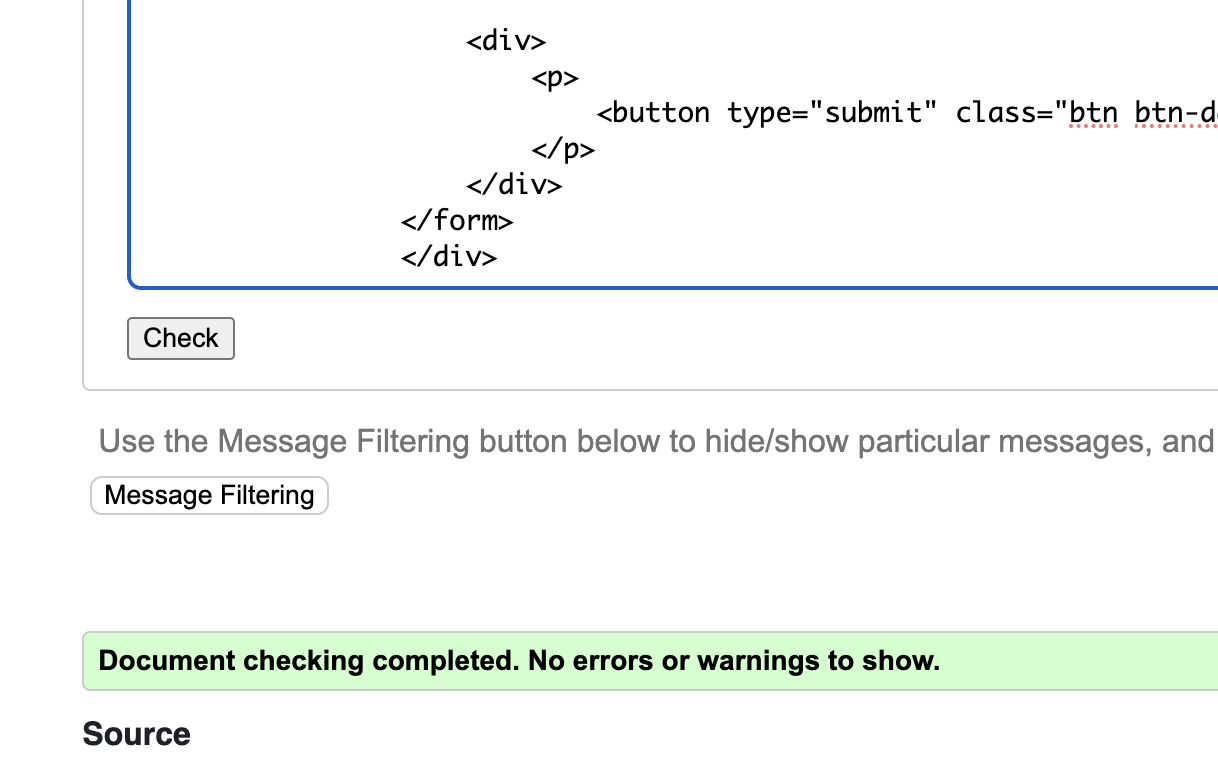 <div>
<p>
<button type="submit" class="btn
</p>
</div>
</form>
</div>
Check
Use the Message Filtering button below to hide/show particular messages, and
Message Filtering
Document checking completed. No errors or warnings to show.
Source